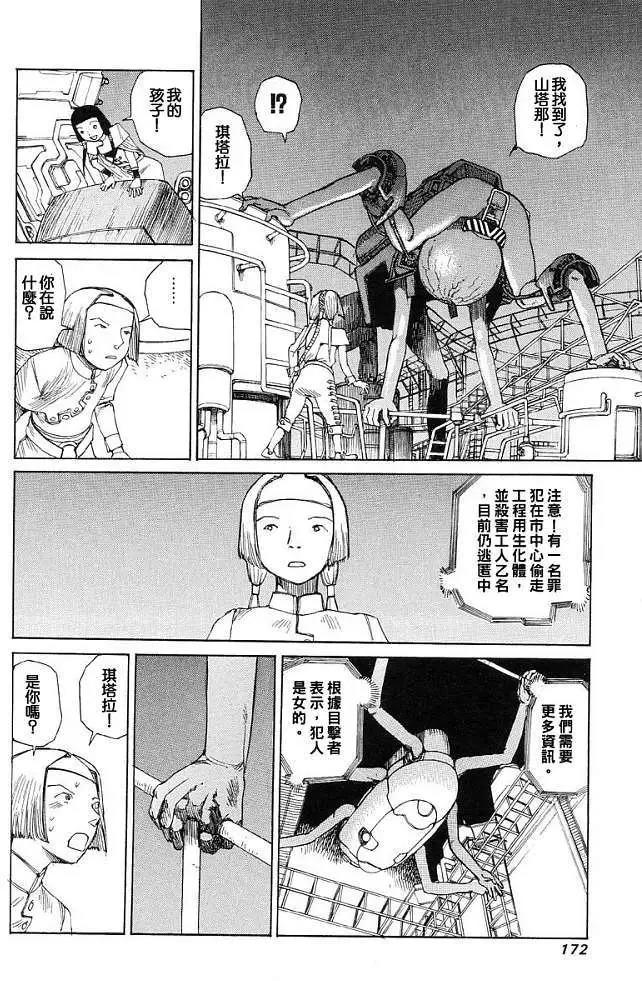 我找到了，
山塔那！
!?
琪塔拉！
我的
孩子！
……
你在說
什麼？
注意！有一名罪
犯在市中心偷走
工程用生化體，
並殺害工人乙名
，目前仍逃匿中
我們需要
更多資訊。
根據目擊者
表示，犯人
是女的。
琪塔拉！
是你嗎？
172